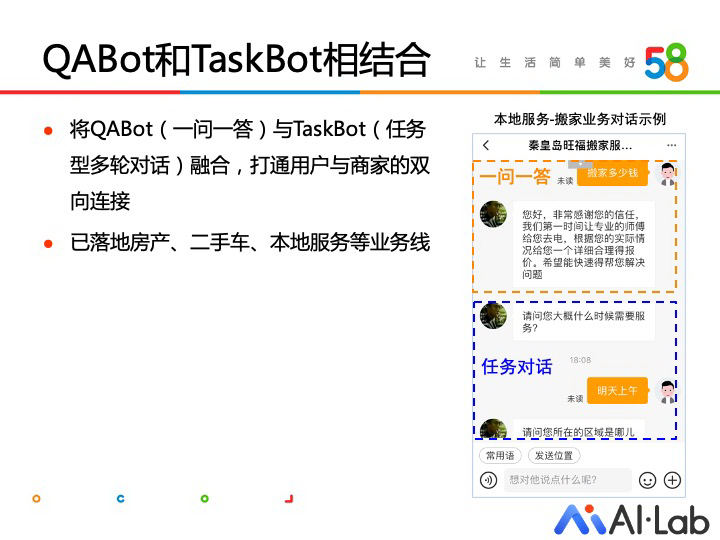 QABot和TaskBot相结合
让生活简单美好
58
将QABot（一问一答）与TaskBot（任务
型多轮对话）融合，打通用户与商家的双
向连接
已落地房产、二手车、本地服务等业务线
本地服务-搬家业务对话示例
秦皇岛旺福搬家服...
一问一答
未读
搬家多少钱
您好，非常感谢您的信任，
我们第一时间让专业的师傅
给您去电，根据您的实际情
况给您一个详细合理得报
价。希望能快速得帮您解决
问题
请问您大概什么时候需要服
务?
任务对话
18:08
未读
明天上午
请问您所在的区域是哪儿
常用语
发送位置
想对他说点什么呢?
AI·Lab